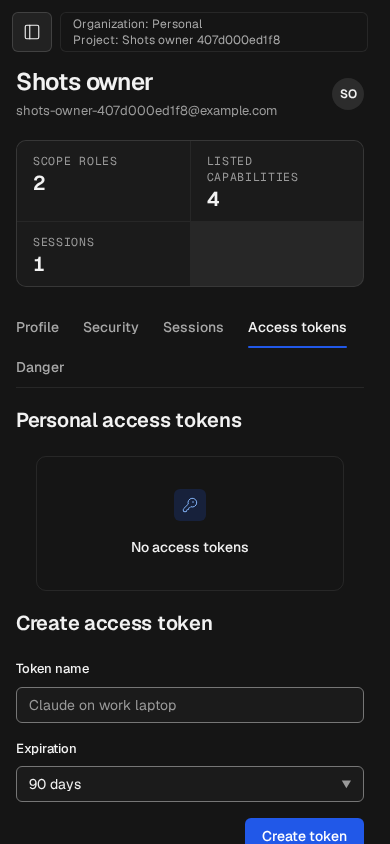 Organization: Personal
Project: Shots owner 407d000ed1f8
Shots owner
shots-owner-407d000ed1f8@example.com
SO
SCOPE ROLES
2
LISTED
CAPABILITIES
4
SESSIONS
1
Profile
Security
Sessions
Access tokens
Danger
Personal access tokens
No access tokens
Create access token
Token name
Claude on work laptop
Expiration
90 days
Create token